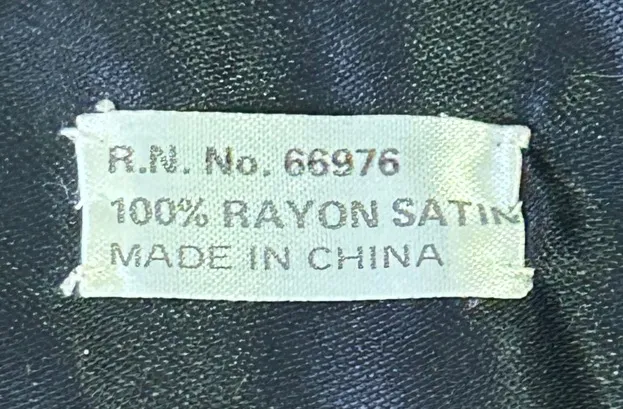 R.N. No. 66976
100% RAYON SATIN
MADE IN CHINA